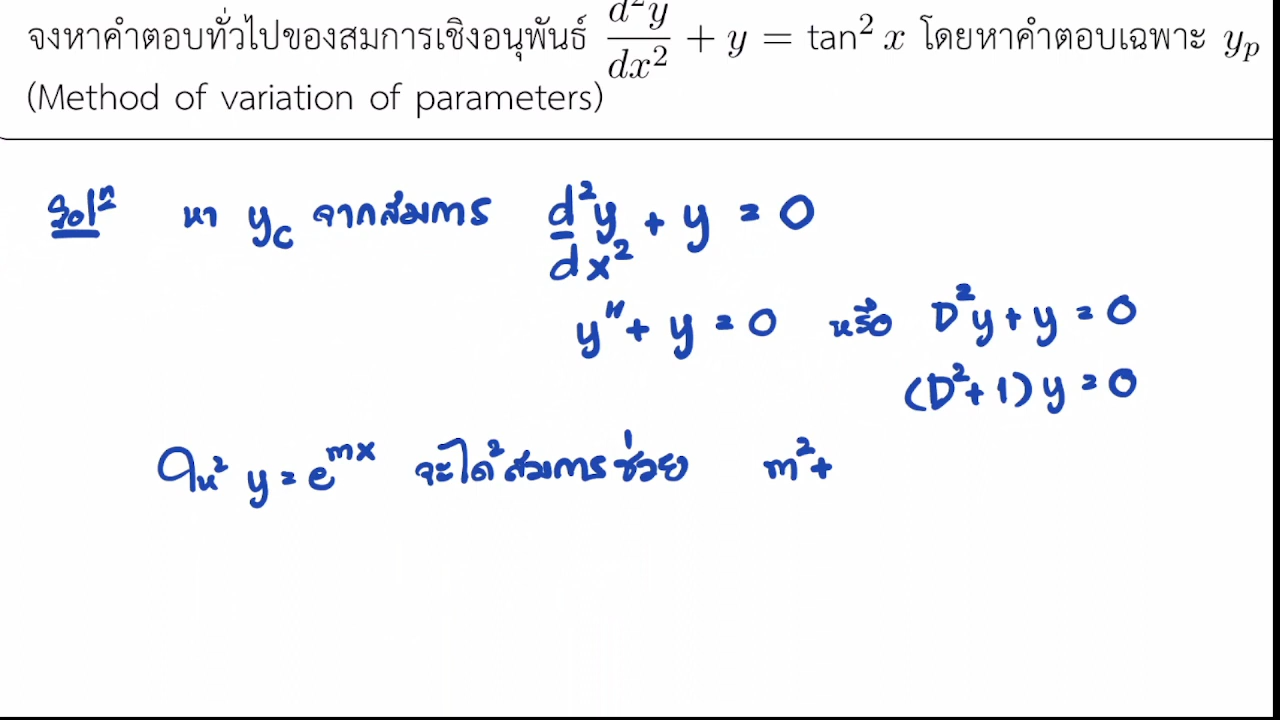 จงหาคำตอบทั่วไปของสมการเชิงอนุพันธ์ d²y/dx² + y = tan² x โดยหาคำตอบเฉพาะ yₚ
(Method of variation of parameters)
Solⁿ หา y_c จากสมการ d²y/dx² + y = 0
y'' + y = 0 หรือ D²y + y = 0
(D² + 1) y = 0
ให้ y = e^{mx} จะได้สมการช่วย m² +